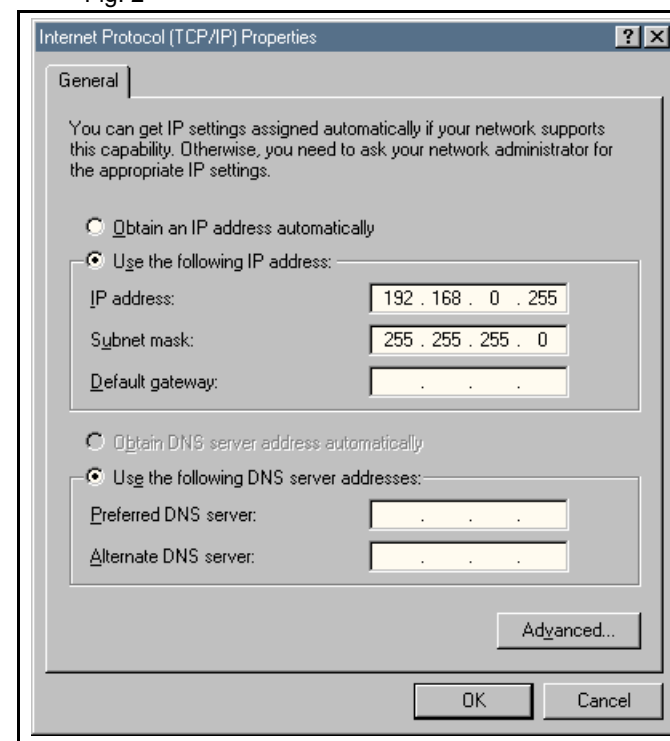 Fig. 2
Internet Protocol (TCP/IP) Properties
General
You can get IP settings assigned automatically if your network supports
this capability. Otherwise, you need to ask your network administrator for
the appropriate IP settings.
Obtain an IP address automatically
Use the following IP address:
IP address: 192 . 168 . 0 . 255
Subnet mask: 255 . 255 . 255 . 0
Default gateway: . . .
Obtain DNS server address automatically
Use the following DNS server addresses:
Preferred DNS server: . . .
Alternate DNS server: . . .
Advanced...
OK Cancel